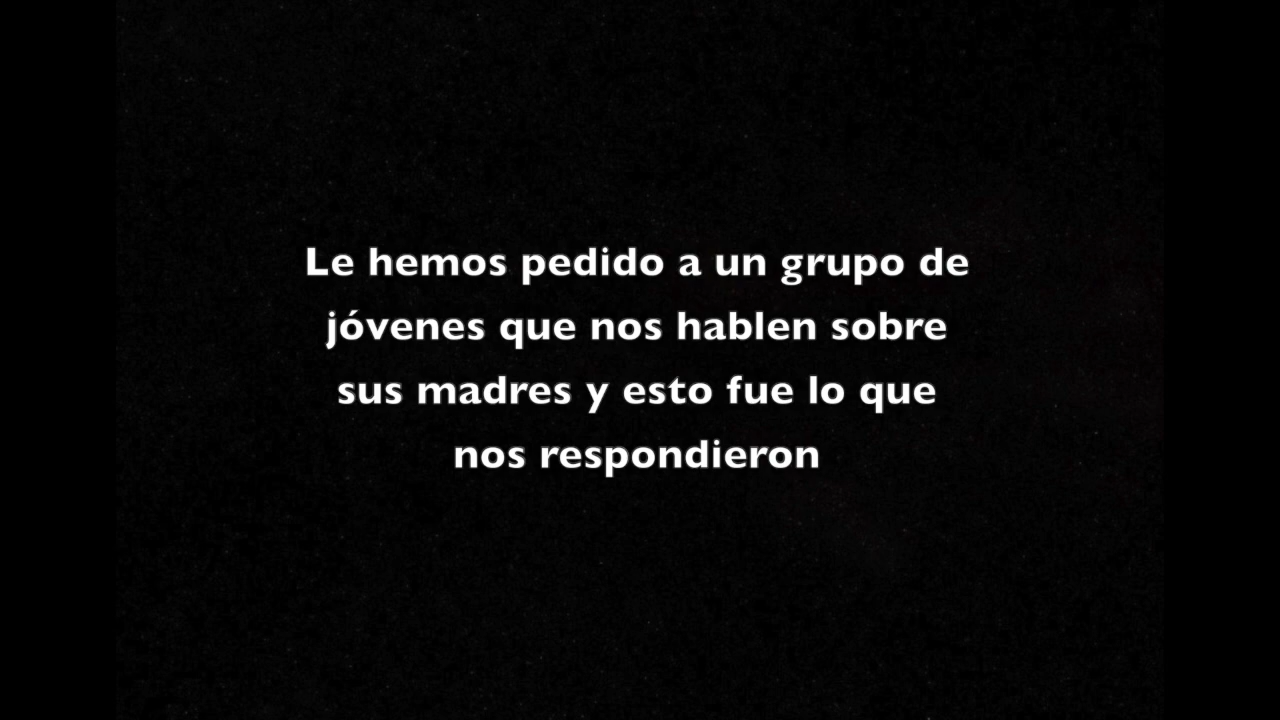 Le hemos pedido a un grupo de
jóvenes que nos hablen sobre
sus madres y esto fue lo que
nos respondieron